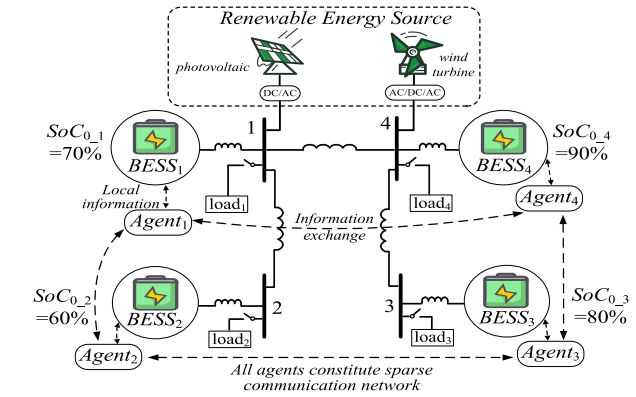 Renewable Energy Source
photovoltaic
wind
turbine
DC/AC
AC/DC/AC
1
4
SoC₀_₁
=70%
BESS₁
BESS₄
SoC₀_₄
=90%
Local
information
load₁
load₄
Agent₁
Information
exchange
Agent₄
SoC₀_₂
=60%
BESS₂
2
3
BESS₃
SoC₀_₃
=80%
load₂
load₃
Agent₂
Agent₃
All agents constitute sparse
communication network